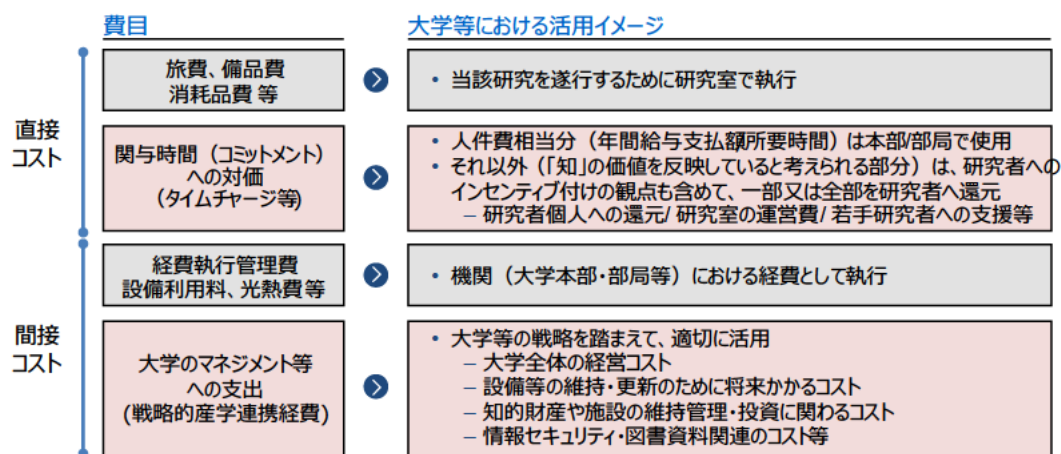 費目
大学等における活用イメージ
直接
コスト
旅費、備品費
消耗品費 等
• 当該研究を遂行するために研究室で執行
関与時間（コミットメント）
への対価
（タイムチャージ等)
• 人件費相当分（年間給与支払額所要時間）は本部/部局で使用
• それ以外（「知」の価値を反映していると考えられる部分）は、研究者への
インセンティブ付けの観点も含めて、一部又は全部を研究者へ還元
– 研究者個人への還元/ 研究室の運営費/ 若手研究者への支援等
間接
コスト
経費執行管理費
設備利用料、光熱費等
• 機関（大学本部・部局等）における経費として執行
大学のマネジメント等
への支出
(戦略的産学連携経費)
• 大学等の戦略を踏まえて、適切に活用
– 大学全体の経営コスト
– 設備等の維持・更新のために将来かかるコスト
– 知的財産や施設の維持管理・投資に関わるコスト
– 情報セキュリティ・図書資料関連のコスト等